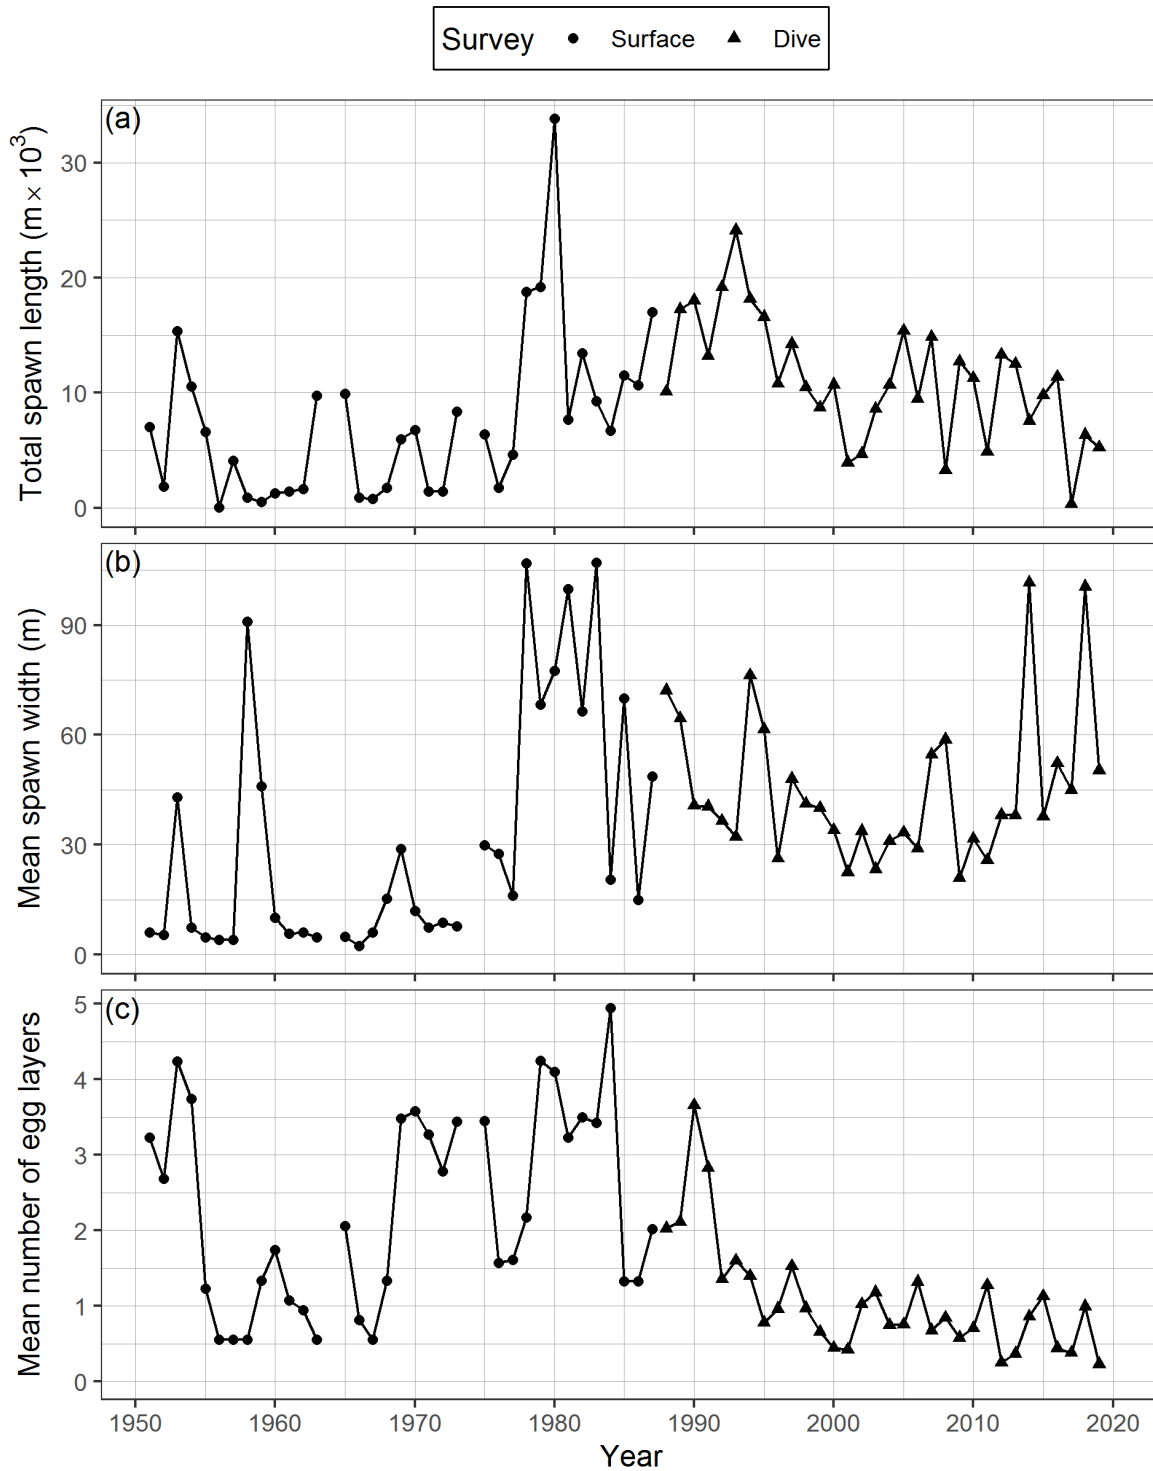 Survey Surface Dive
(a)
Total spawn length (m × 10³)
30
20
10
0
(b)
Mean spawn width (m)
90
60
30
0
(c)
Mean number of egg layers
5
4
3
2
1
0
1950 1960 1970 1980 1990 2000 2010 2020
Year